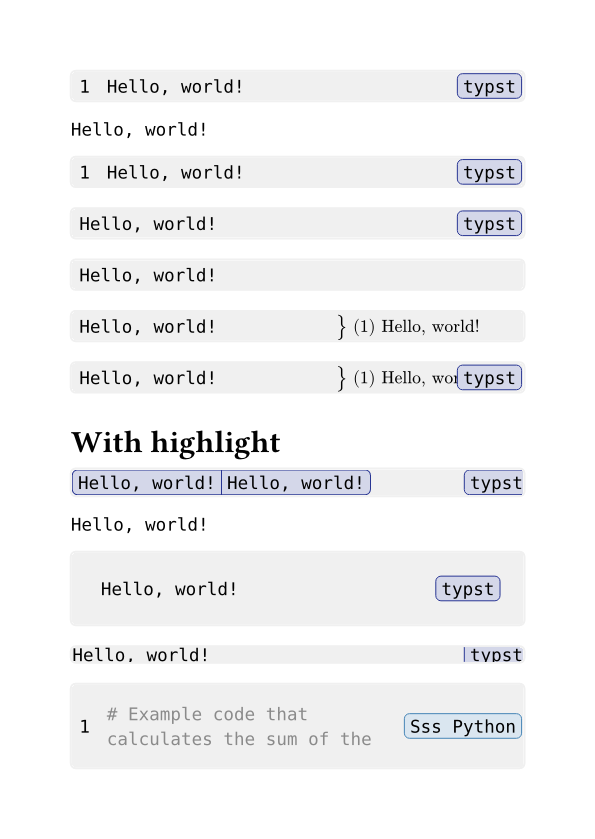 1 Hello, world! typst
Hello, world!
1 Hello, world! typst
Hello, world! typst
Hello, world!
Hello, world! } (1) Hello, world!
Hello, world! } (1) Hello, wor typst
With highlight
Hello, world! Hello, world! typst
Hello, world!
Hello, world! typst
Hello, world! typst
# Example code that
1 calculates the sum of the Sss Python